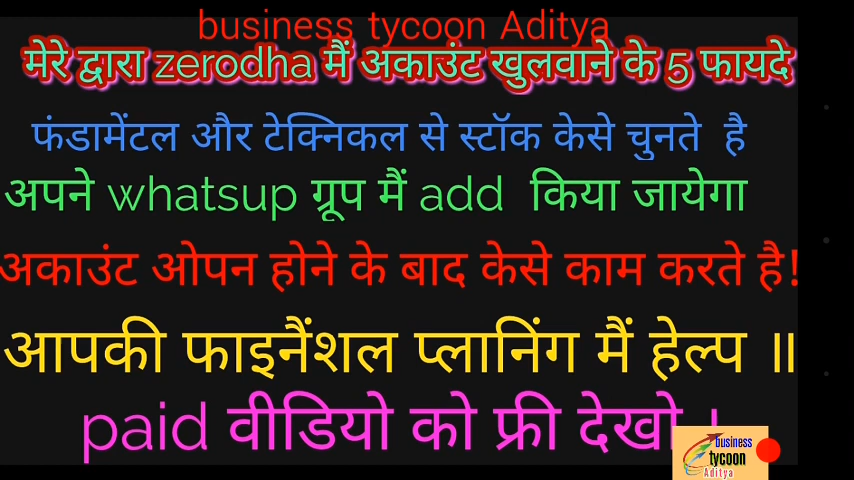 business tycoon Aditya
मेरे द्वारा zerodha मैं अकाउंट खुलवाने के 5 फायदे
फंडामेंटल और टेक्निकल से स्टॉक केसे चुनते है
अपने whatsup ग्रूप मैं add किया जायेगा
अकाउंट ओपन होने के बाद केसे काम करते है!
आपकी फाइनैंशल प्लानिंग मैं हेल्प ॥
paid वीडियो को फ्री देखो ।
business
tycoon
Aditya